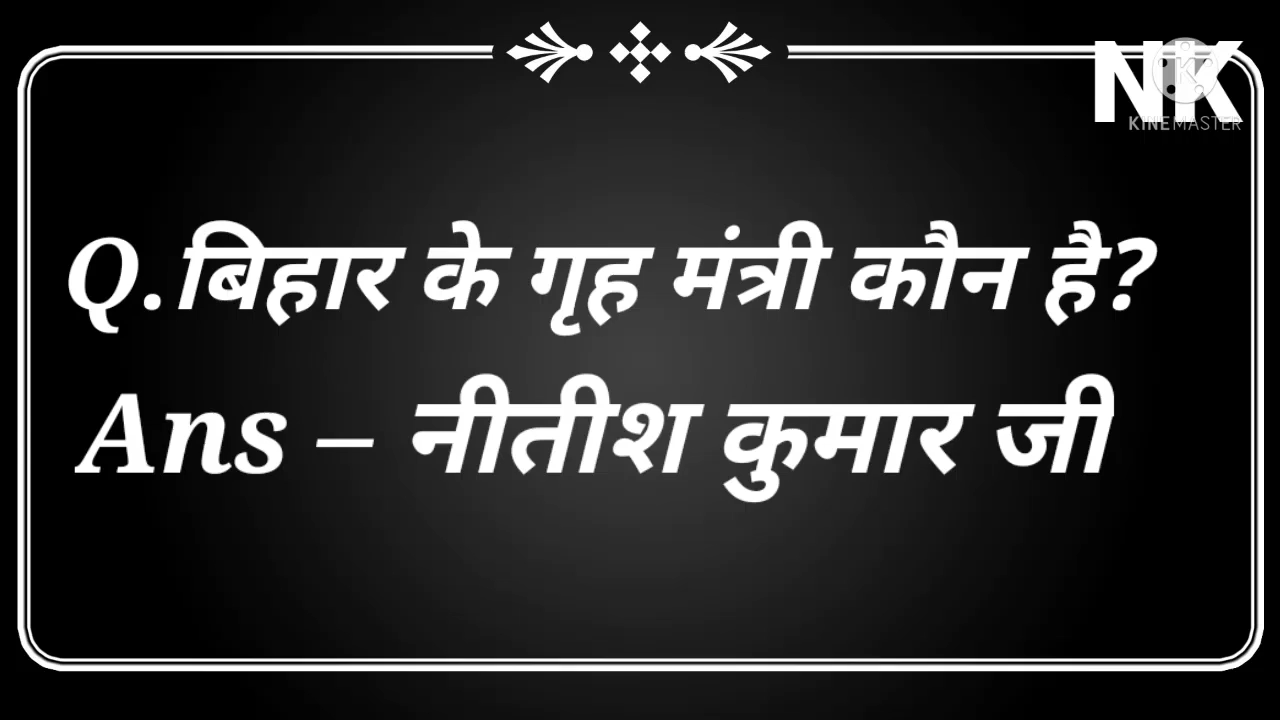 NK
KINEMASTER
Q.बिहार के गृह मंत्री कौन है?
Ans – नीतीश कुमार जी